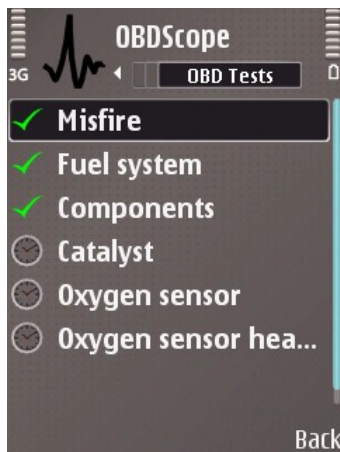 OBDScope
3G
OBD Tests
Misfire
Fuel system
Components
Catalyst
Oxygen sensor
Oxygen sensor hea...
Back